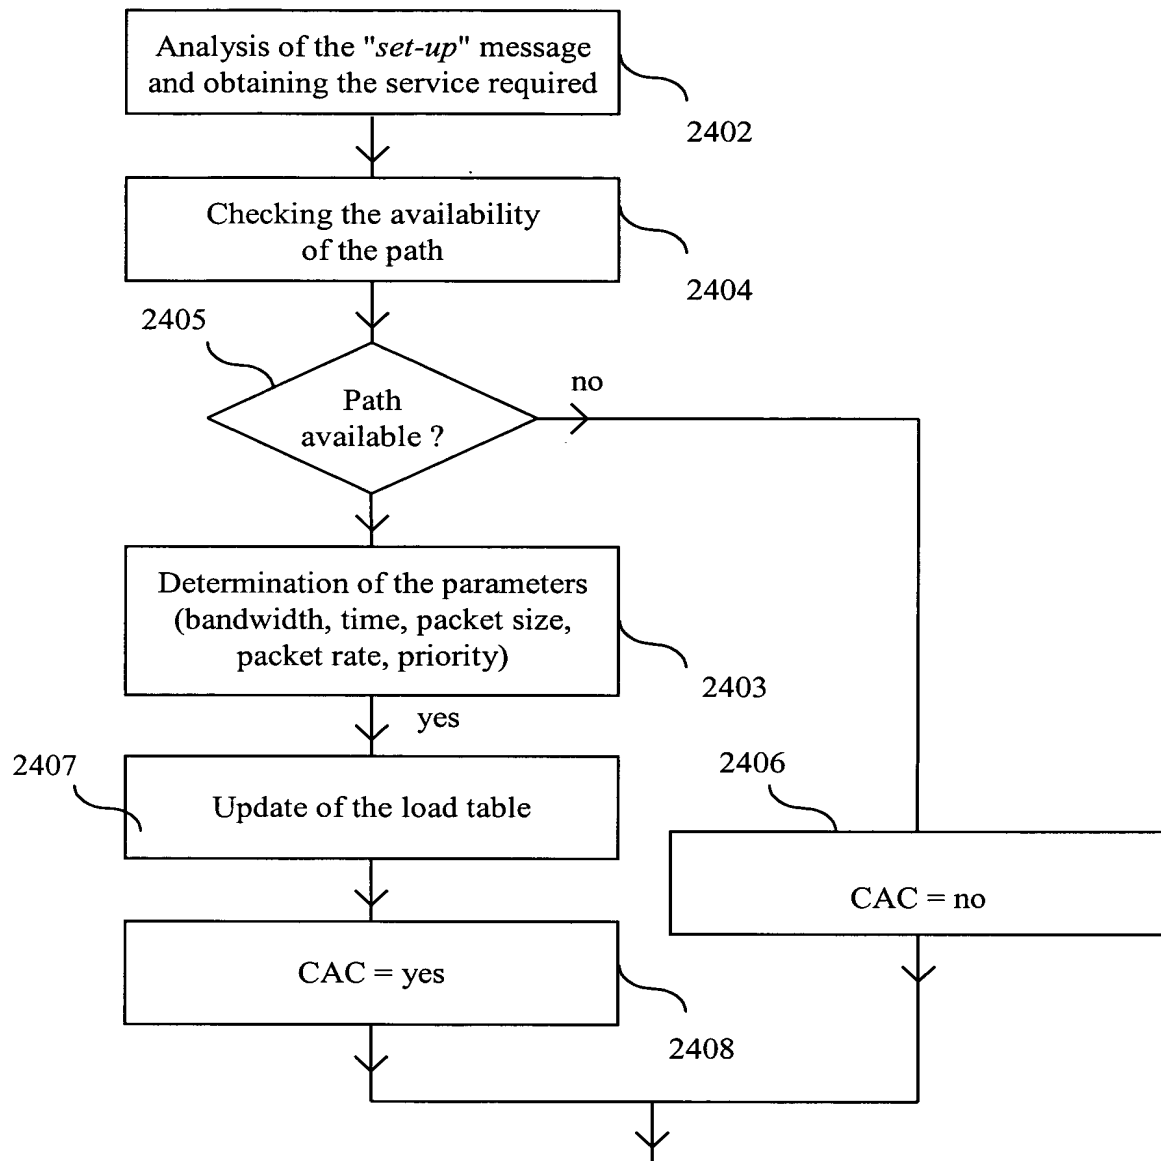 Analysis of the "set-up" message
and obtaining the service required
2402
Checking the availability
of the path
2404
2405
Path
available ?
no
Determination of the parameters
(bandwidth, time, packet size,
packet rate, priority)
2403
yes
2407
Update of the load table
2406
CAC = no
CAC = yes
2408